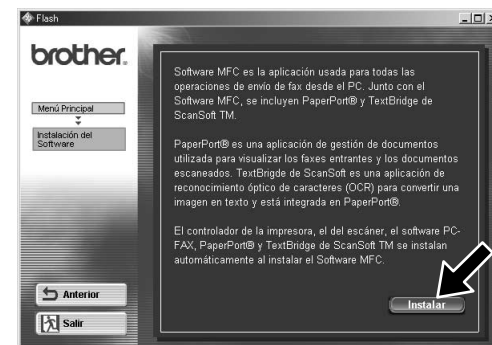 Flash
brother.
Menú Principal
Instalación del
Software
Software MFC es la aplicación usada para todas las
operaciones de envío de fax desde el PC. Junto con el
Software MFC, se incluyen PaperPort® y TextBridge de
ScanSoft TM.
PaperPort® es una aplicación de gestión de documentos
utilizada para visualizar los faxes entrantes y los documentos
escaneados. TextBrigde de ScanSoft es una aplicación de
reconocimiento óptico de caracteres (OCR) para convertir una
imagen en texto y está integrada en PaperPort®.
El controlador de la impresora, el del escáner, el software PC-
FAX, PaperPort® y TextBridge de ScanSoft TM se instalan
automáticamente al instalar el Software MFC.
Instalar
Anterior
Salir